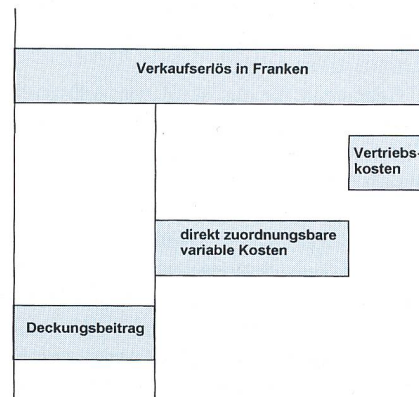 Verkaufserlös in Franken
Vertriebs-
kosten
direkt zuordnungsbare
variable Kosten
Deckungsbeitrag